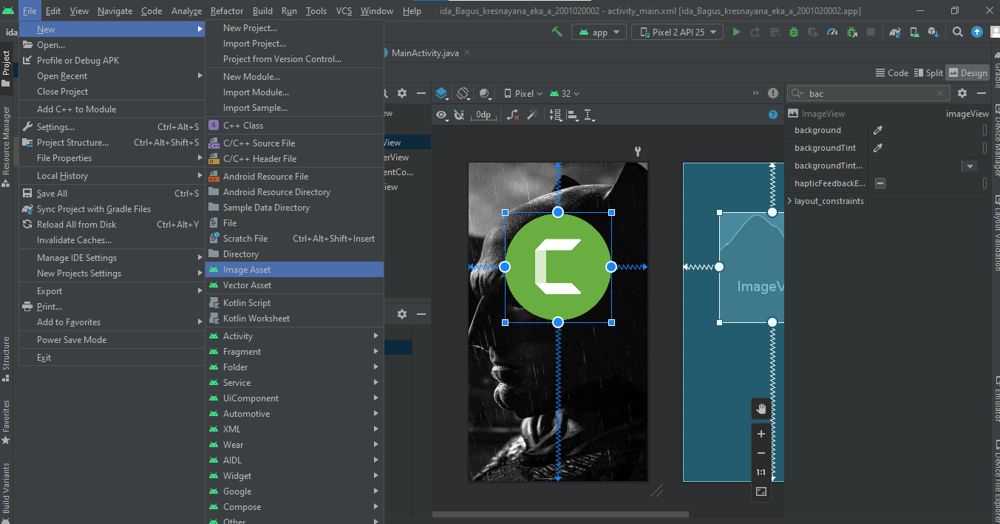 File Edit View Navigate Code Analyze Refactor Build Run Tools VCS Window Help ida_Bagus_kresnayana_eka_a_2001020002 - activity_main.xml [ida_Bagus_kresnayana_eka_a_2001020002.app]
ida
app
Pixel 2 API 25
New
Open...
Profile or Debug APK
Open Recent
Close Project
Add C++ to Module
Settings... Ctrl+Alt+S
Project Structure... Ctrl+Alt+Shift+S
File Properties
Local History
Save All Ctrl+S
Sync Project with Gradle Files
Reload All from Disk Ctrl+Alt+Y
Invalidate Caches...
Manage IDE Settings
New Projects Settings
Export
Print...
Add to Favorites
Power Save Mode
Exit
New Project...
Import Project...
Project from Version Control...
New Module...
Import Module...
Import Sample...
C++ Class
C/C++ Source File
C/C++ Header File
Android Resource File
Android Resource Directory
Sample Data Directory
File
Scratch File Ctrl+Alt+Shift+Insert
Directory
Image Asset
Vector Asset
Kotlin Script
Kotlin Worksheet
Activity
Fragment
Folder
Service
UiComponent
Automotive
XML
Wear
AIDL
Widget
Google
Compose
Other
MainActivity.java
Code Split Design
Pixel 32
0dp
ew
View
erView
entCo...
iew
ImageV
1:1
bac
ImageView imageView
background
backgroundTint
backgroundTint...
hapticFeedbackE...
layout_constraints
Project
Resource Manager
Structure
Favorites
Build Variants
Gradle
Device Manager
Layout Validation
Emulator
Device File Explorer